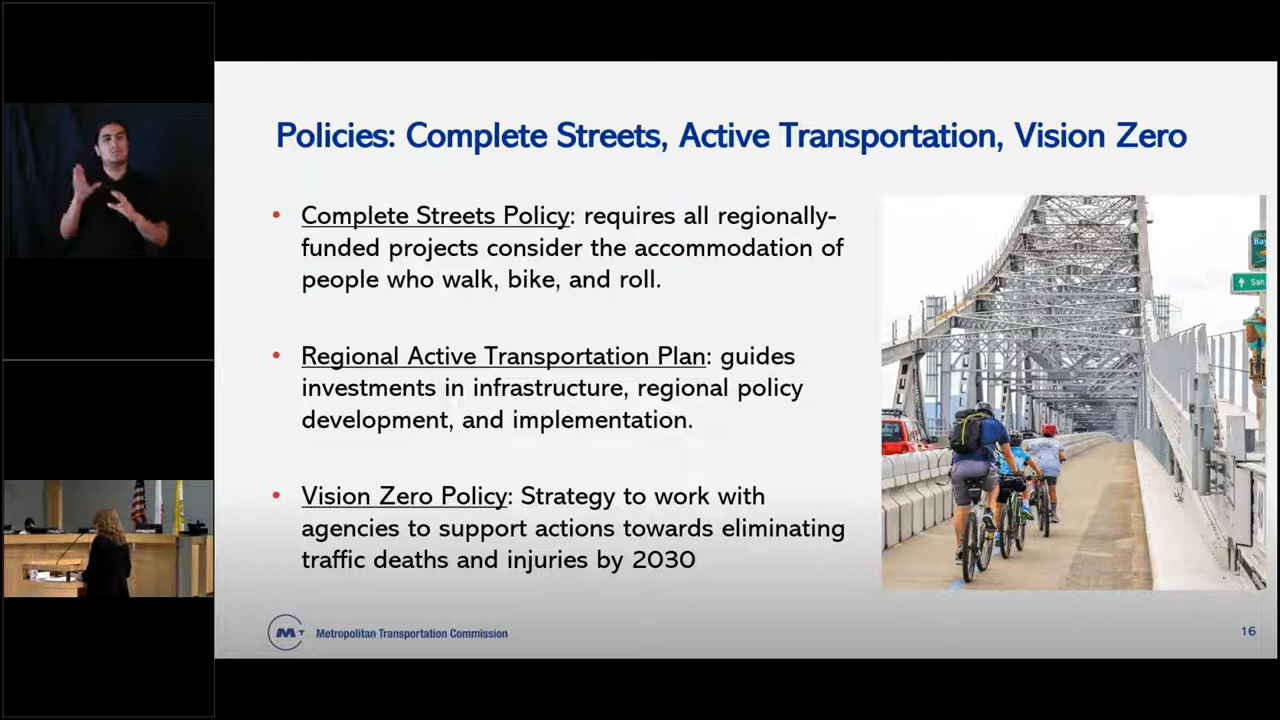 Policies: Complete Streets, Active Transportation, Vision Zero
• Complete Streets Policy: requires all regionally-
funded projects consider the accommodation of
people who walk, bike, and roll.
• Regional Active Transportation Plan: guides
investments in infrastructure, regional policy
development, and implementation.
• Vision Zero Policy: Strategy to work with
agencies to support actions towards eliminating
traffic deaths and injuries by 2030
Bay
San
MT Metropolitan Transportation Commission
16